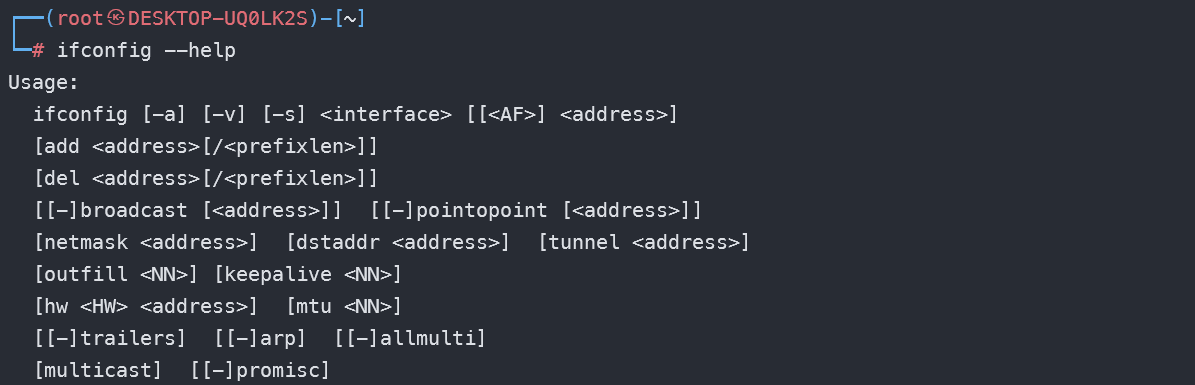 ┌──(root㉿DESKTOP-UQ0LK2S)-[~]
└─# ifconfig --help
Usage:
  ifconfig [-a] [-v] [-s] <interface> [[<AF>] <address>]
  [add <address>[/<prefixlen>]]
  [del <address>[/<prefixlen>]]
  [[-]broadcast [<address>]]  [[-]pointopoint [<address>]]
  [netmask <address>]  [dstaddr <address>]  [tunnel <address>]
  [outfill <NN>] [keepalive <NN>]
  [hw <HW> <address>]  [mtu <NN>]
  [[-]trailers]  [[-]arp]  [[-]allmulti]
  [multicast]  [[-]promisc]